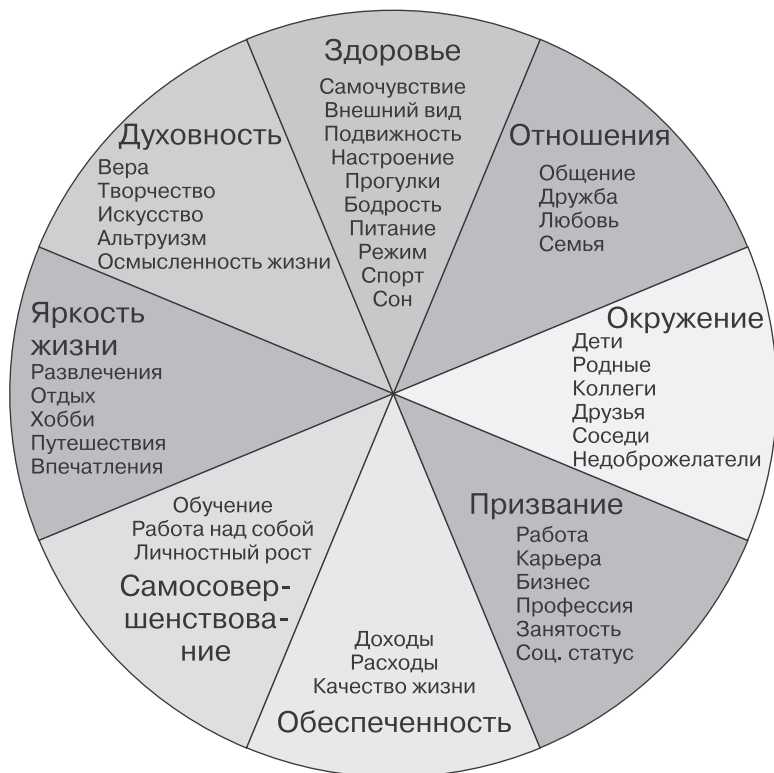 Здоровье
Самочувствие
Внешний вид
Подвижность
Настроение
Прогулки
Бодрость
Питание
Режим
Спорт
Сон
Отношения
Общение
Дружба
Любовь
Семья
Окружение
Дети
Родные
Коллеги
Друзья
Соседи
Недоброжелатели
Призвание
Работа
Карьера
Бизнес
Профессия
Занятость
Соц. статус
Доходы
Расходы
Качество жизни
Обеспеченность
Обучение
Работа над собой
Личностный рост
Самосовер-
шенствова-
ние
Яркость
жизни
Развлечения
Отдых
Хобби
Путешествия
Впечатления
Духовность
Вера
Творчество
Искусство
Альтруизм
Осмысленность жизни